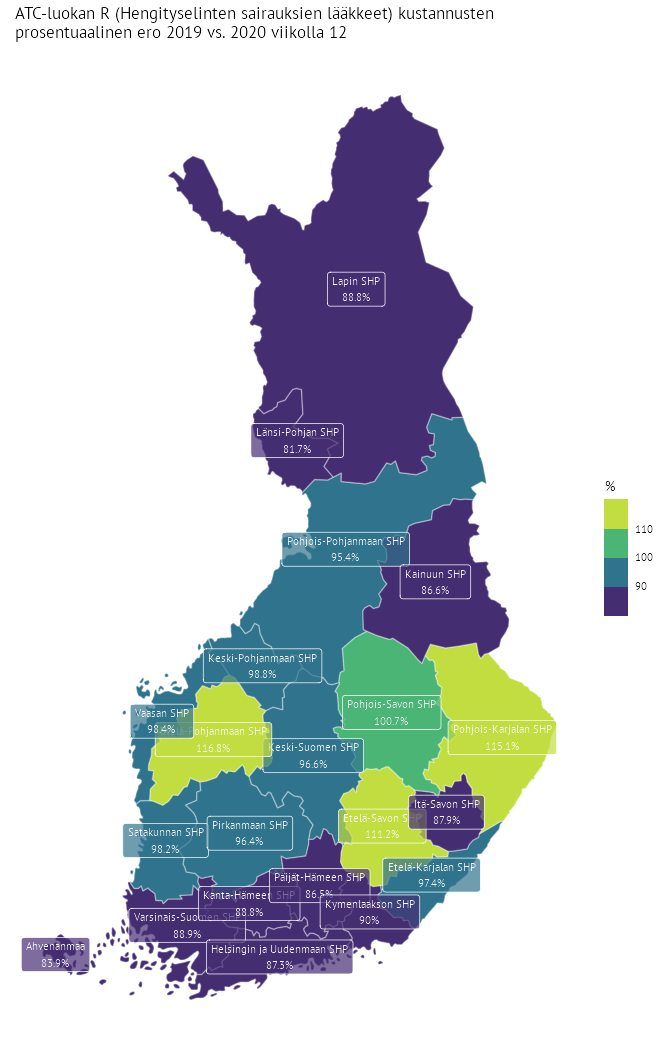 ATC-luokan R (Hengityselinten sairauksien lääkkeet) kustannusten
prosentuaalinen ero 2019 vs. 2020 viikolla 12
Lapin SHP
88.8%
Länsi-Pohjan SHP
81.7%
%
110
100
90
Pohjois-Pohjanmaan SHP
95.4%
Kainuun SHP
86.6%
Keski-Pohjanmaan SHP
98.8%
Vaasan SHP
98.4%
Pohjanmaan SHP
116.8%
Pohjois-Savon SHP
100.7%
Pohjois-Karjalan SHP
115.1%
Keski-Suomen SHP
96.6%
Itä-Savon SHP
87.9%
Etelä-Savon SHP
111.2%
Satakunnan SHP
98.2%
Pirkanmaan SHP
96.4%
Etelä-Karjalan SHP
97.4%
Päijät-Hämeen SHP
86.5%
Kanta-Hämeen SHP
88.8%
Kymenlaakson SHP
90%
Varsinais-Suomen SHP
88.9%
Ahvenanmaa
83.9%
Helsingin ja Uudenmaan SHP
87.3%